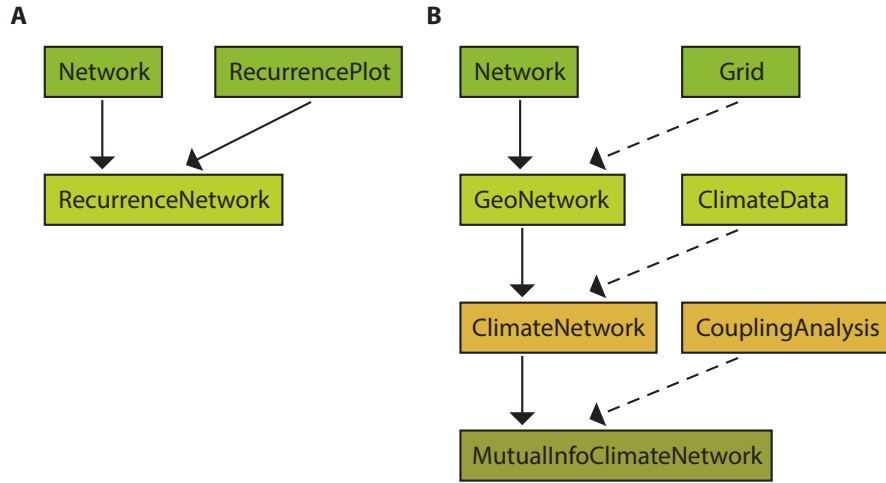 A
Network
RecurrencePlot
RecurrenceNetwork
B
Network
Grid
GeoNetwork
ClimateData
ClimateNetwork
CouplingAnalysis
MutualInfoClimateNetwork